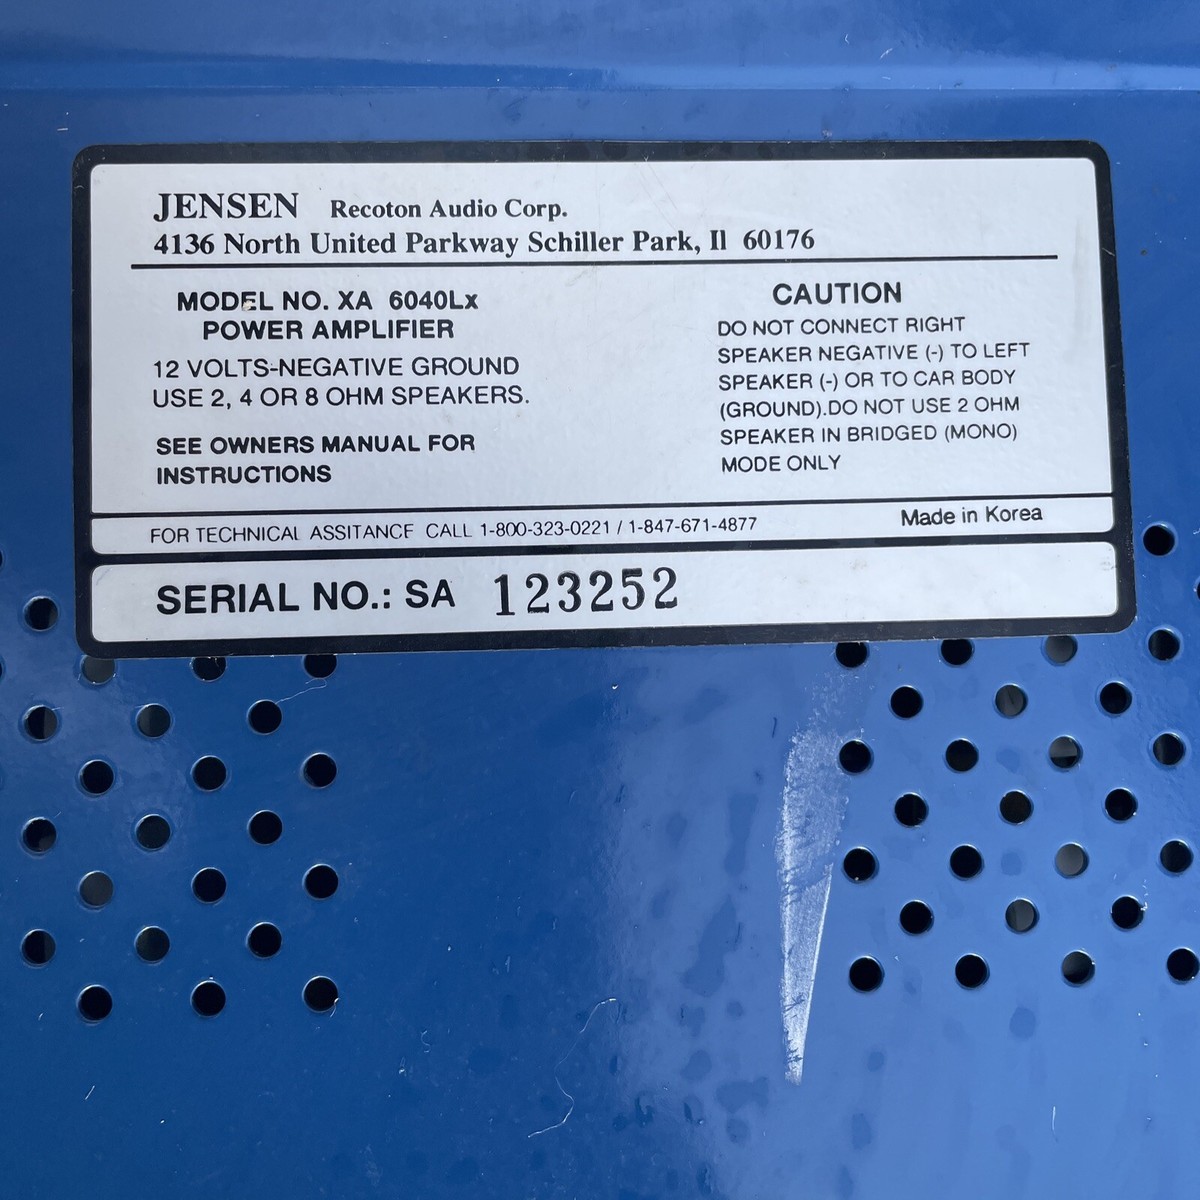 JENSEN Recoton Audio Corp.
4136 North United Parkway Schiller Park, Il 60176
MODEL NO. XA 6040Lx
POWER AMPLIFIER
12 VOLTS-NEGATIVE GROUND
USE 2, 4 OR 8 OHM SPEAKERS.
SEE OWNERS MANUAL FOR
INSTRUCTIONS
CAUTION
DO NOT CONNECT RIGHT
SPEAKER NEGATIVE (-) TO LEFT
SPEAKER (-) OR TO CAR BODY
(GROUND).DO NOT USE 2 OHM
SPEAKER IN BRIDGED (MONO)
MODE ONLY
FOR TECHNICAL ASSITANCE CALL 1-800-323-0221 / 1-847-671-4877
Made in Korea
SERIAL NO.: SA 123252